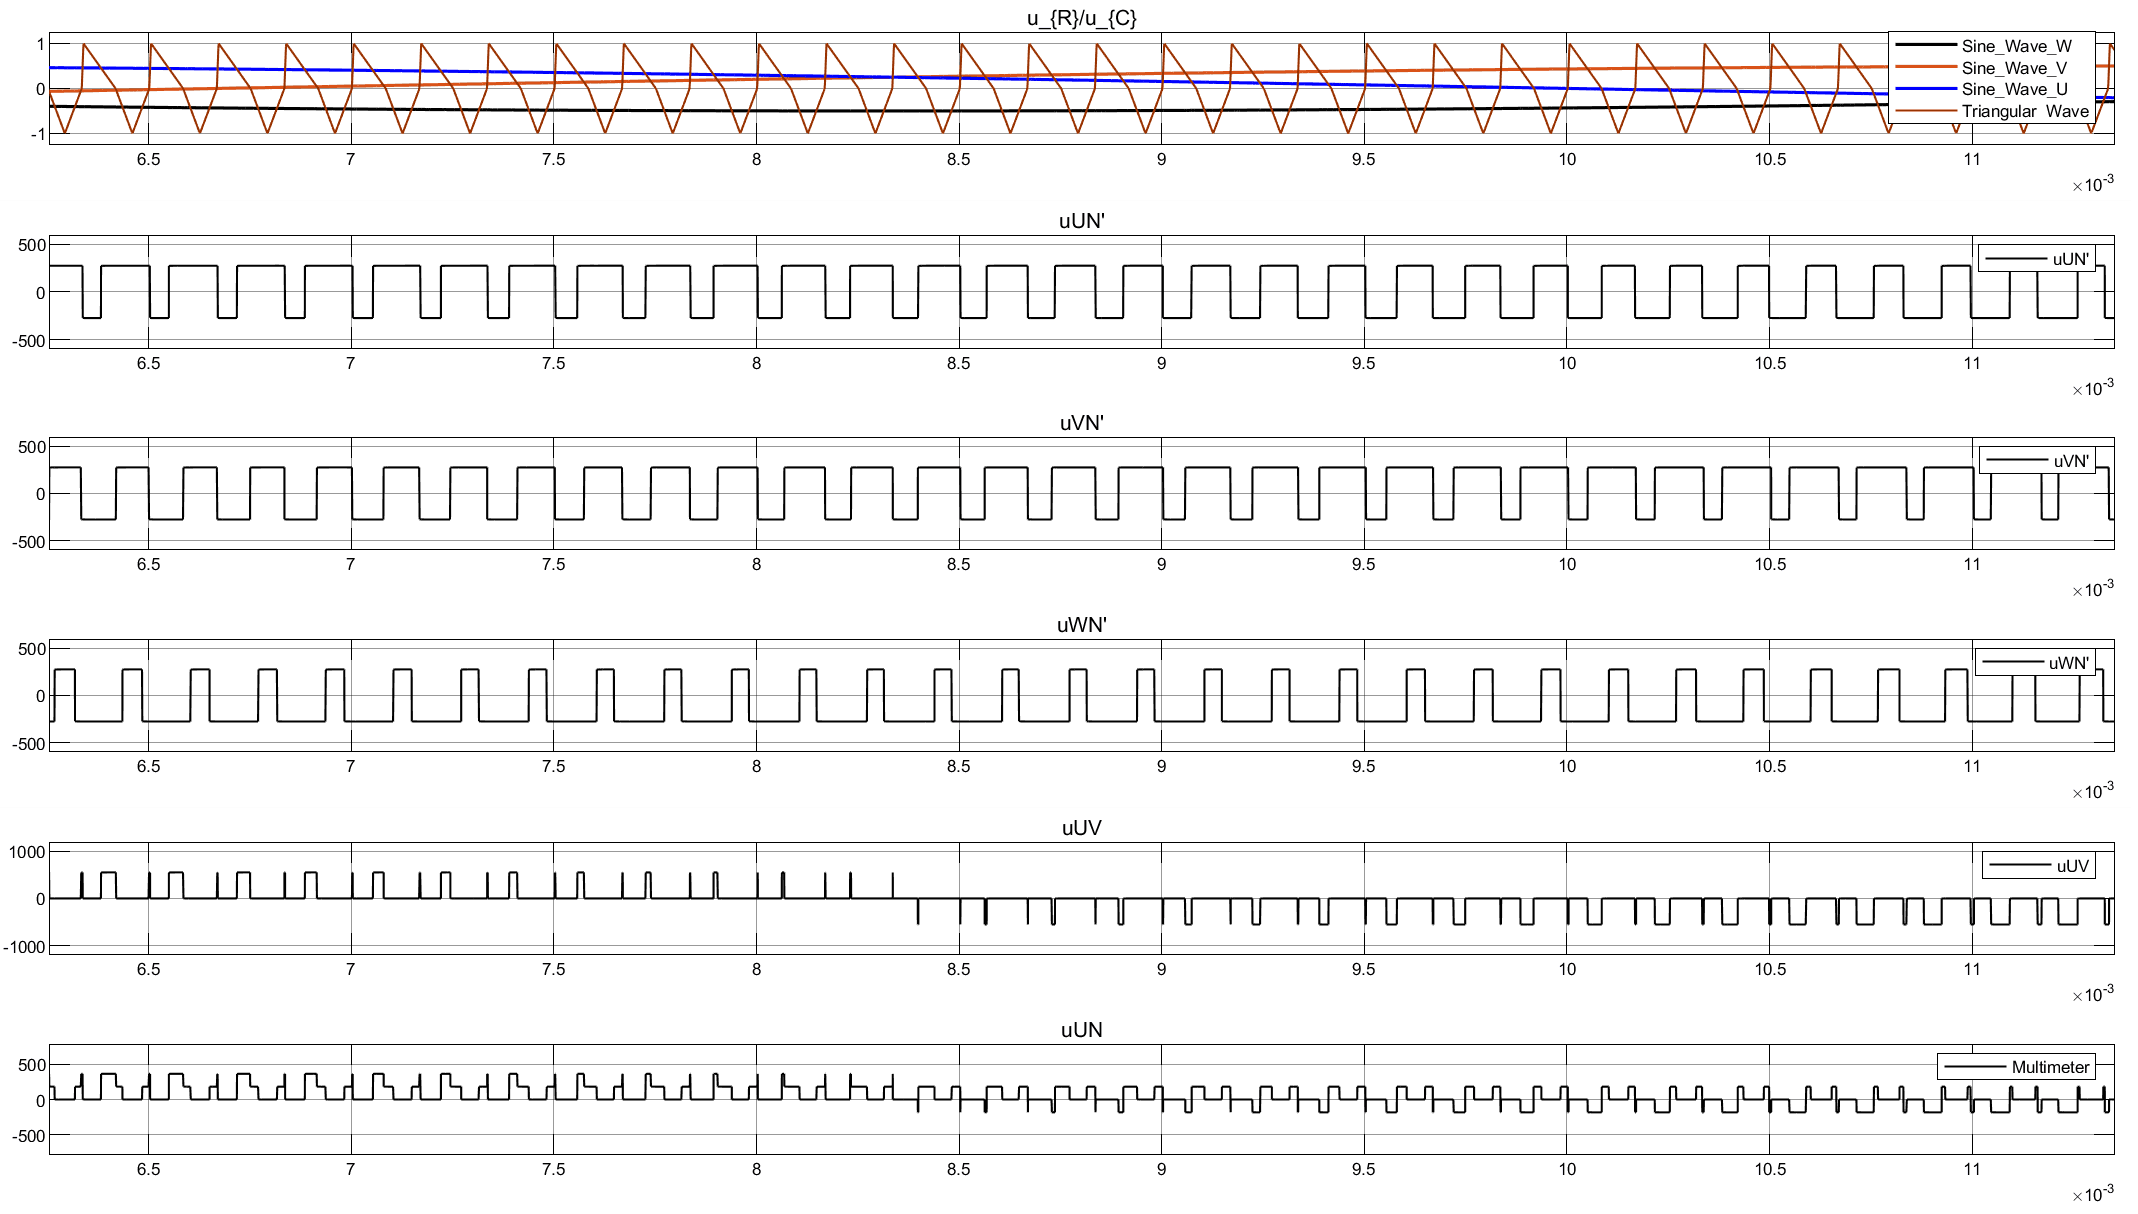 u_{R}/u_{C}
1
0
-1
Sine_Wave_W
Sine_Wave_V
Sine_Wave_U
Triangular Wave
6.5 7 7.5 8 8.5 9 9.5 10 10.5 11
×10-3
uUN'
500
0
-500
uUN'
6.5 7 7.5 8 8.5 9 9.5 10 10.5 11
×10-3
uVN'
500
0
-500
uVN'
6.5 7 7.5 8 8.5 9 9.5 10 10.5 11
×10-3
uWN'
500
0
-500
uWN'
6.5 7 7.5 8 8.5 9 9.5 10 10.5 11
×10-3
uUV
1000
0
-1000
uUV
6.5 7 7.5 8 8.5 9 9.5 10 10.5 11
×10-3
uUN
500
0
-500
Multimeter
6.5 7 7.5 8 8.5 9 9.5 10 10.5 11
×10-3